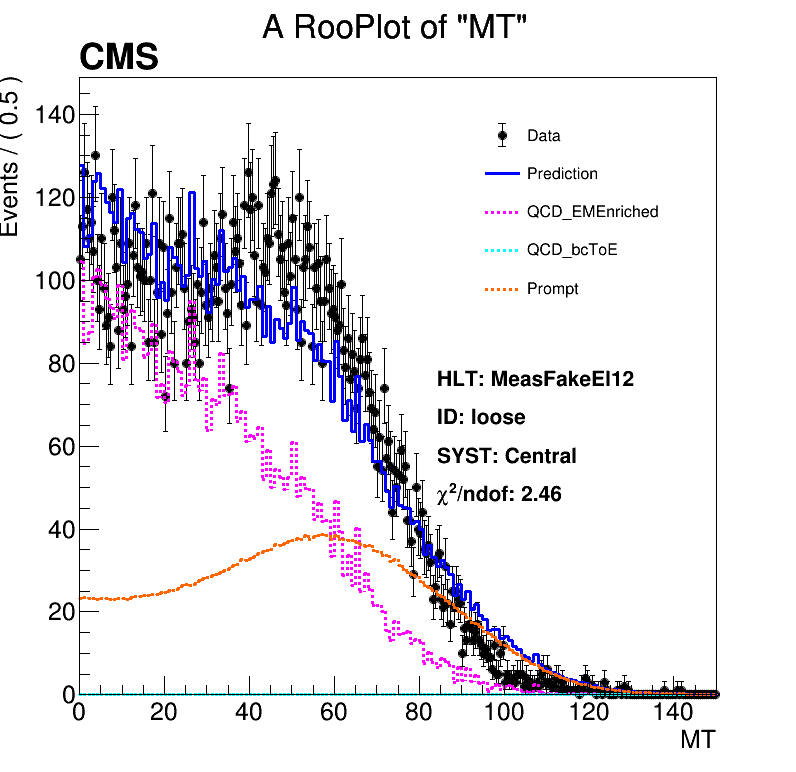 A RooPlot of "MT"
CMS
Events / ( 0.5 )
140
120
100
80
60
40
20
0
Data
Prediction
QCD_EMEnriched
QCD_bcToE
Prompt
HLT: MeasFakeEl12
ID: loose
SYST: Central
χ²/ndof: 2.46
0 20 40 60 80 100 120 140
MT